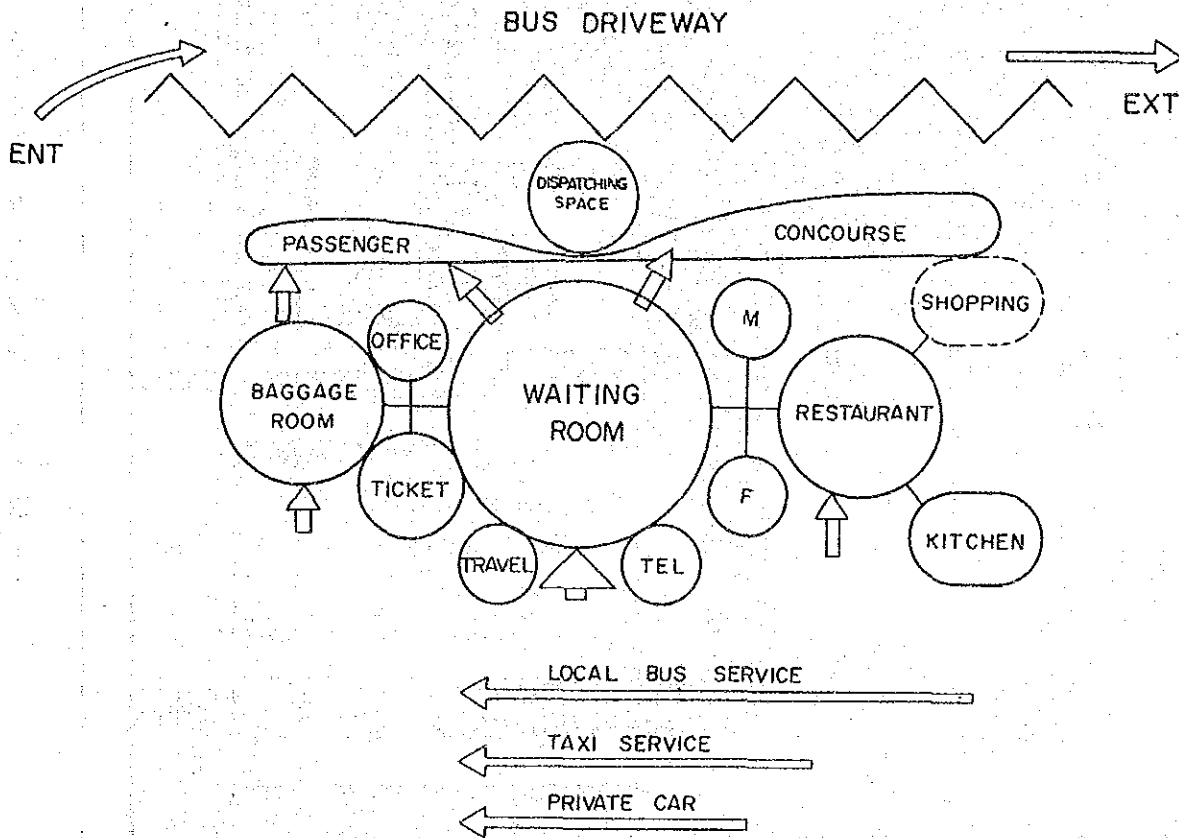 BUS DRIVEWAY
ENT
EXT
DISPATCHING
SPACE
PASSENGER
CONCOURSE
SHOPPING
OFFICE
M
BAGGAGE
ROOM
WAITING
ROOM
RESTAURANT
TICKET
F
TRAVEL
TEL
KITCHEN
LOCAL BUS SERVICE
TAXI SERVICE
PRIVATE CAR